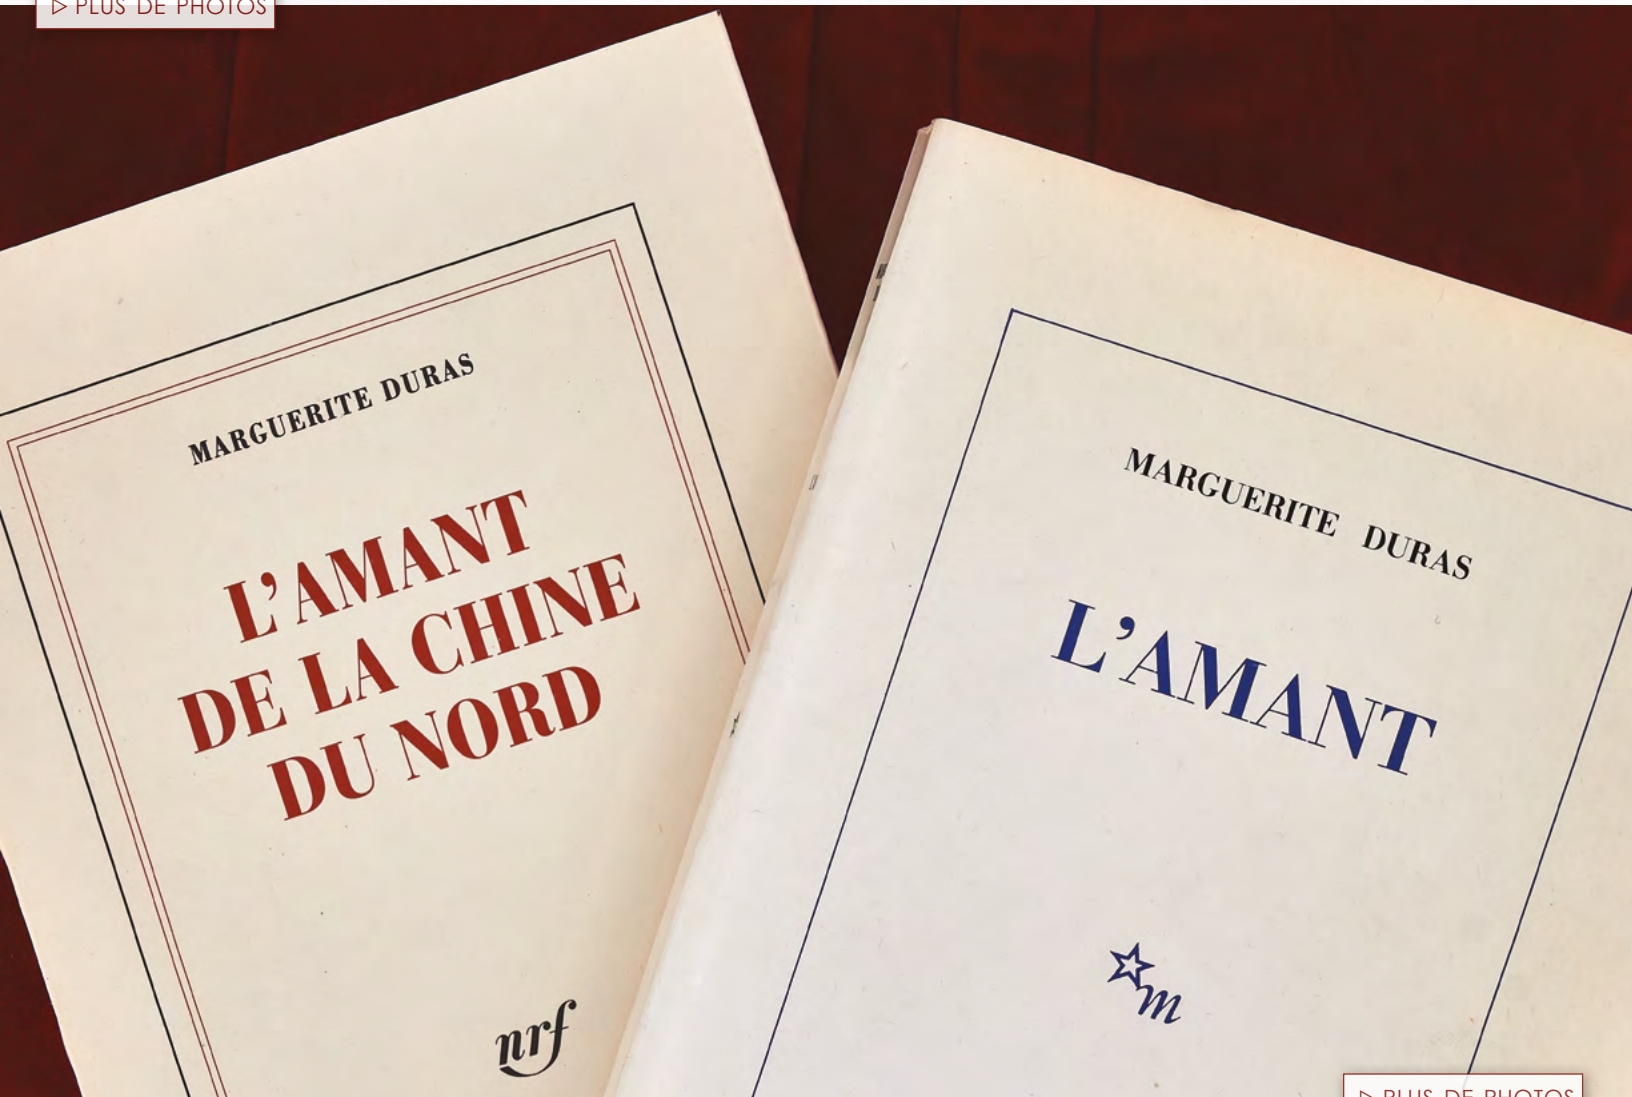 ▷ PLUS DE PHOTOS
MARGUERITE DURAS
L'AMANT
DE LA CHINE
DU NORD
nrf
MARGUERITE DURAS
L'AMANT
m
▷ PLUS DE PHOTOS